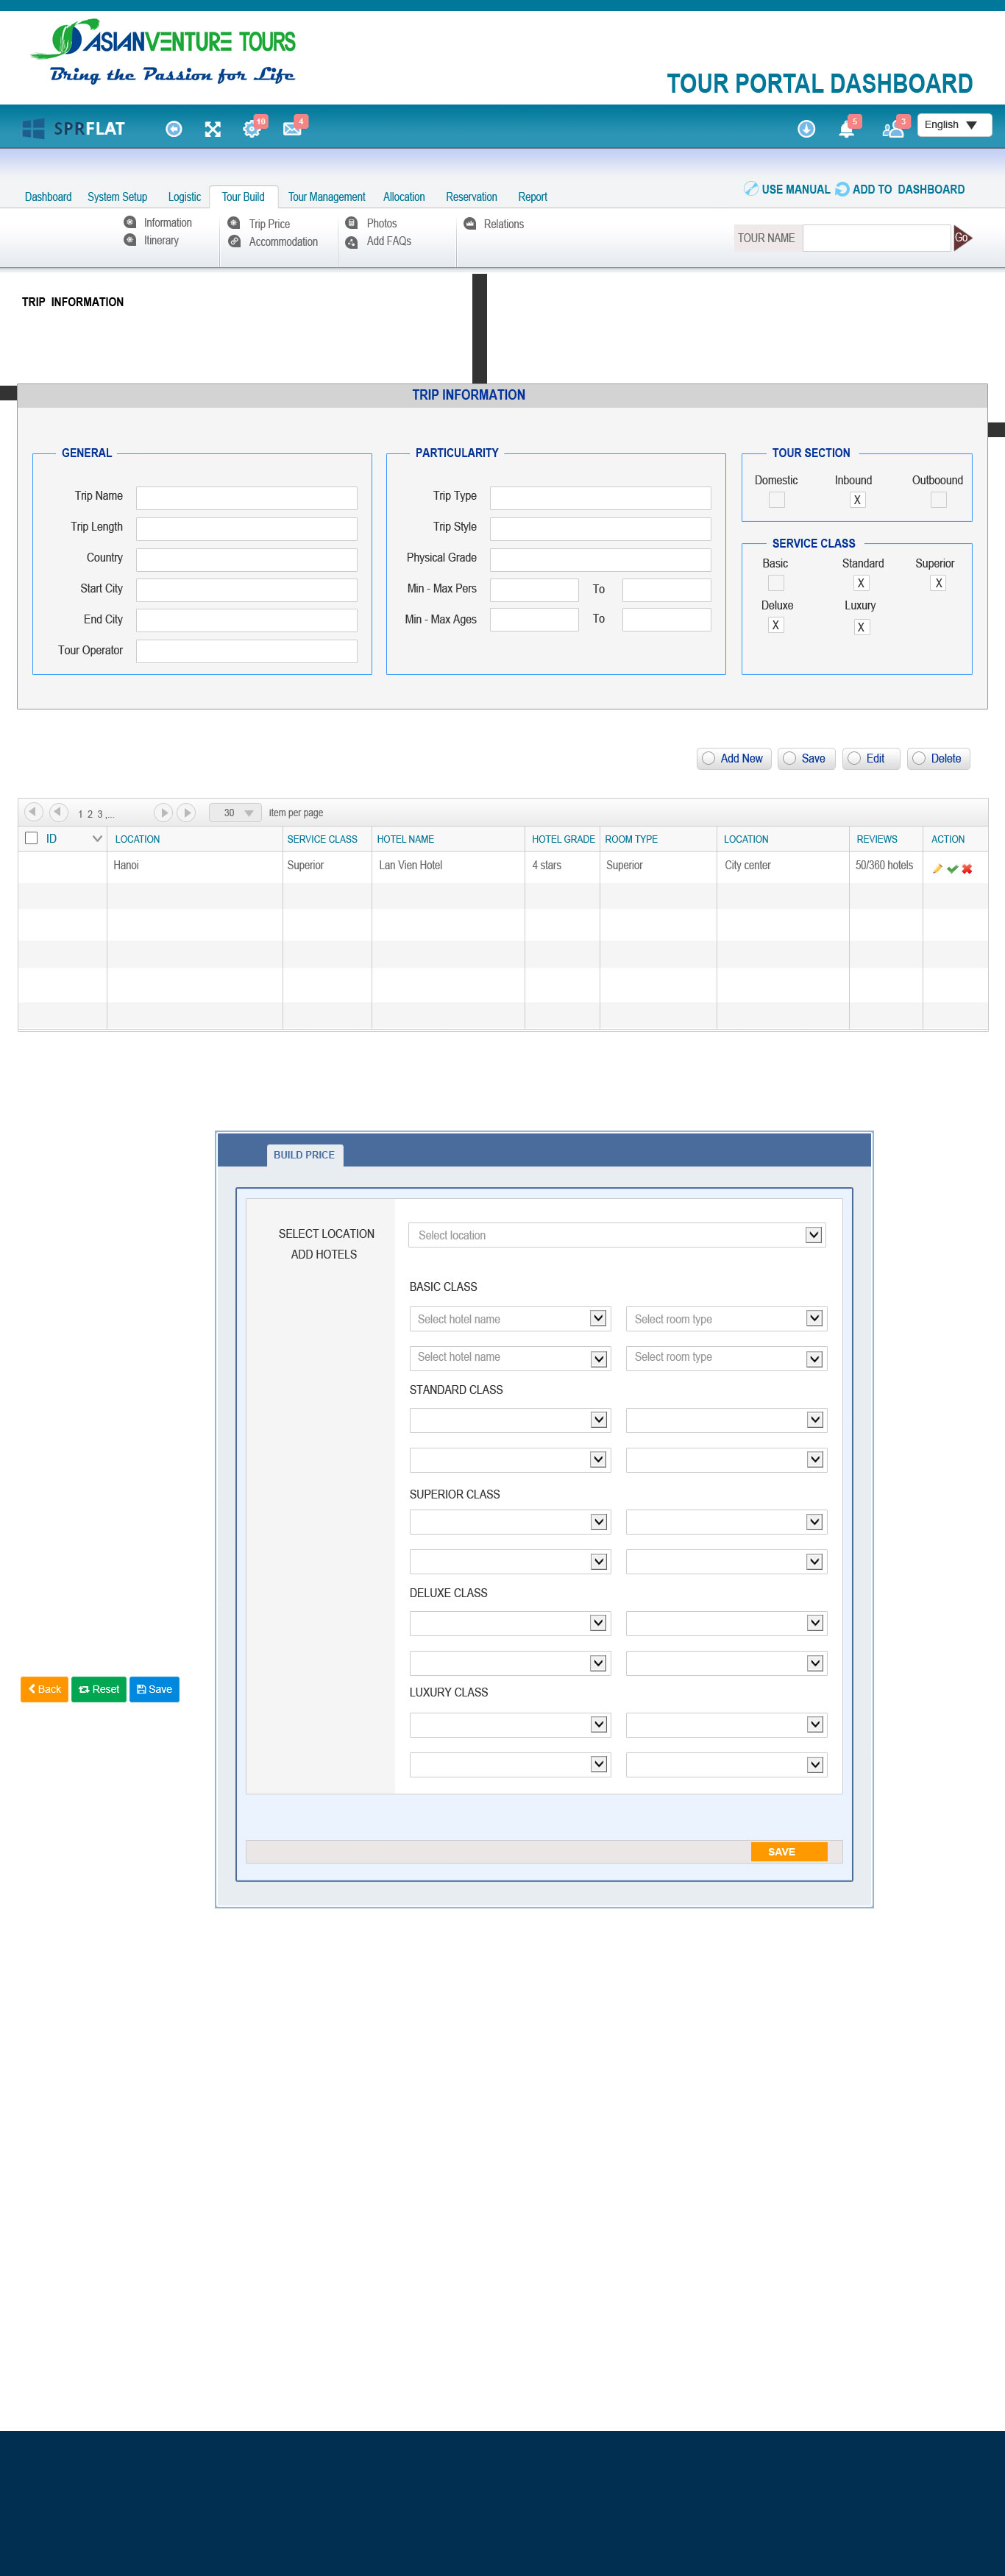 ASIANVENTURE TOURS
Bring the Passion for Life
TOUR PORTAL DASHBOARD
SPRFLAT 10 4 5 3 English
USE MANUAL ADD TO DASHBOARD
Dashboard System Setup Logistic Tour Build Tour Management Allocation Reservation Report
Information Trip Price Photos Relations
Itinerary Accommodation Add FAQs
TOUR NAME Go
TRIP INFORMATION
TRIP INFORMATION
GENERAL
Trip Name
Trip Length
Country
Start City
End City
Tour Operator
PARTICULARITY
Trip Type
Trip Style
Physical Grade
Min - Max Pers To
Min - Max Ages To
TOUR SECTION
Domestic Inbound Outboound
X
SERVICE CLASS
Basic Standard Superior
X X
Deluxe Luxury
X X
Add New Save Edit Delete
1 2 3 ,... 30 item per page
ID LOCATION SERVICE CLASS HOTEL NAME HOTEL GRADE ROOM TYPE LOCATION REVIEWS ACTION
Hanoi Superior Lan Vien Hotel 4 stars Superior City center 50/360 hotels
BUILD PRICE
SELECT LOCATION Select location
ADD HOTELS
BASIC CLASS
Select hotel name Select room type
Select hotel name Select room type
STANDARD CLASS
SUPERIOR CLASS
DELUXE CLASS
Back Reset Save
LUXURY CLASS
SAVE